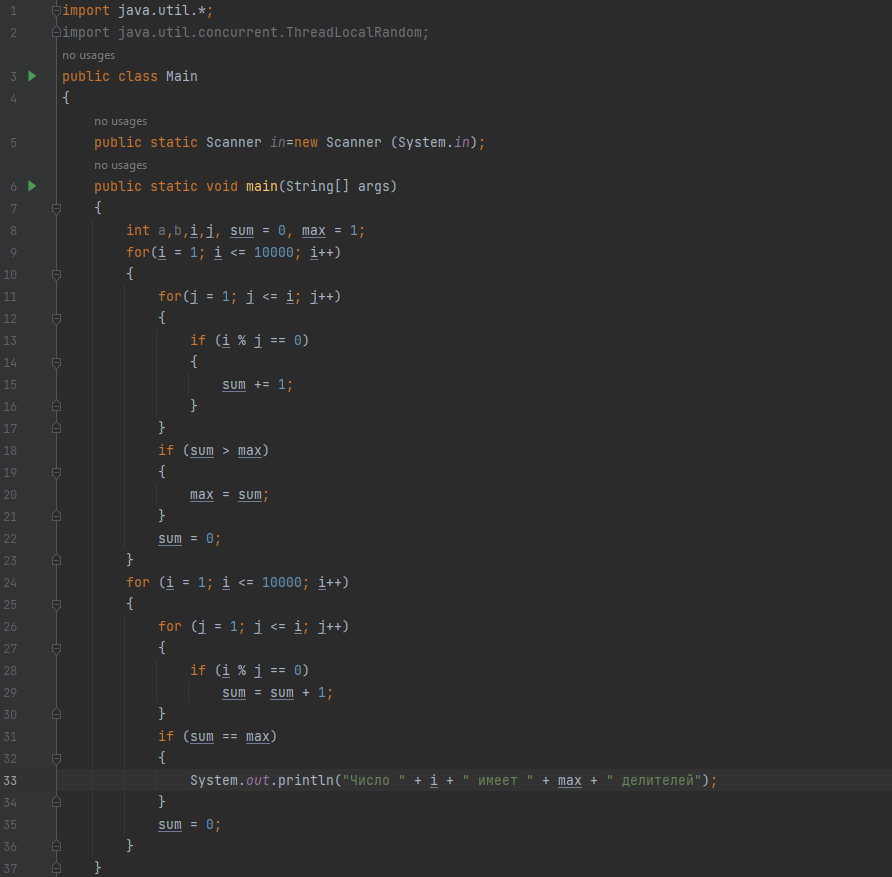 1 import java.util.*;
2 import java.util.concurrent.ThreadLocalRandom;
no usages
3 public class Main
4 {
no usages
5 public static Scanner in=new Scanner (System.in);
no usages
6 public static void main(String[] args)
7 {
8 int a,b,i,j, sum = 0, max = 1;
9 for(i = 1; i <= 10000; i++)
10 {
11 for(j = 1; j <= i; j++)
12 {
13 if (i % j == 0)
14 {
15 sum += 1;
16 }
17 }
18 if (sum > max)
19 {
20 max = sum;
21 }
22 sum = 0;
23 }
24 for (i = 1; i <= 10000; i++)
25 {
26 for (j = 1; j <= i; j++)
27 {
28 if (i % j == 0)
29 sum = sum + 1;
30 }
31 if (sum == max)
32 {
33 System.out.println("Число " + i + " имеет " + max + " делителей");
34 }
35 sum = 0;
36 }
37 }